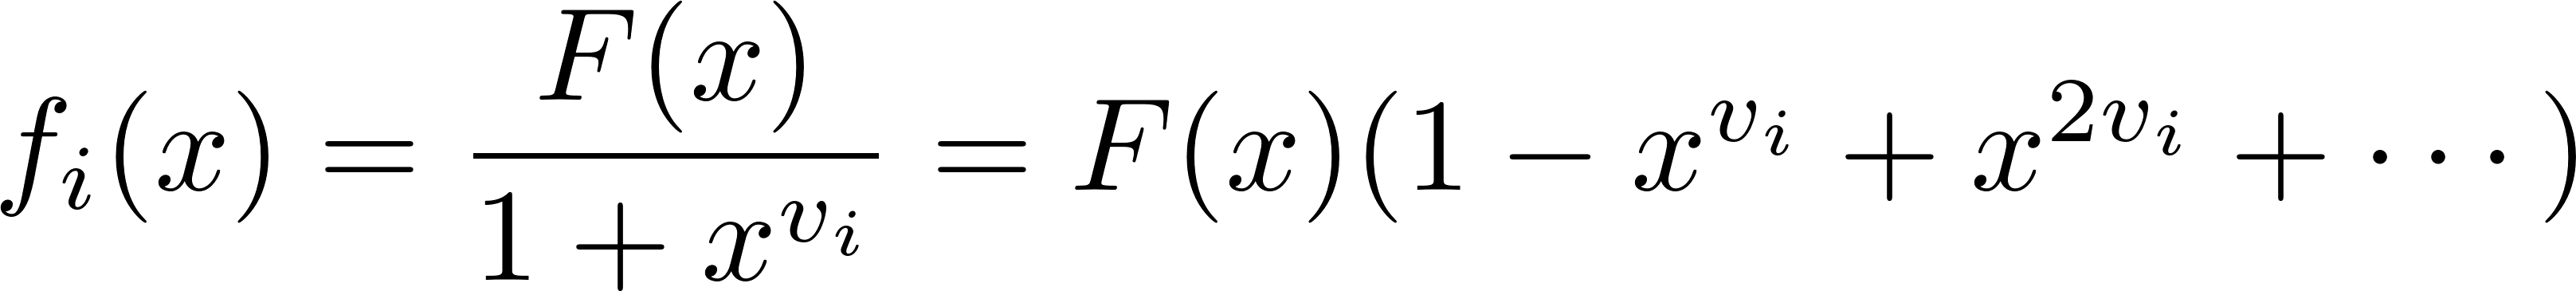 $f_i(x) = \frac{F(x)}{1 + x^{v_i}} = F(x)(1 - x^{v_i} + x^{2v_i} + \cdots)$